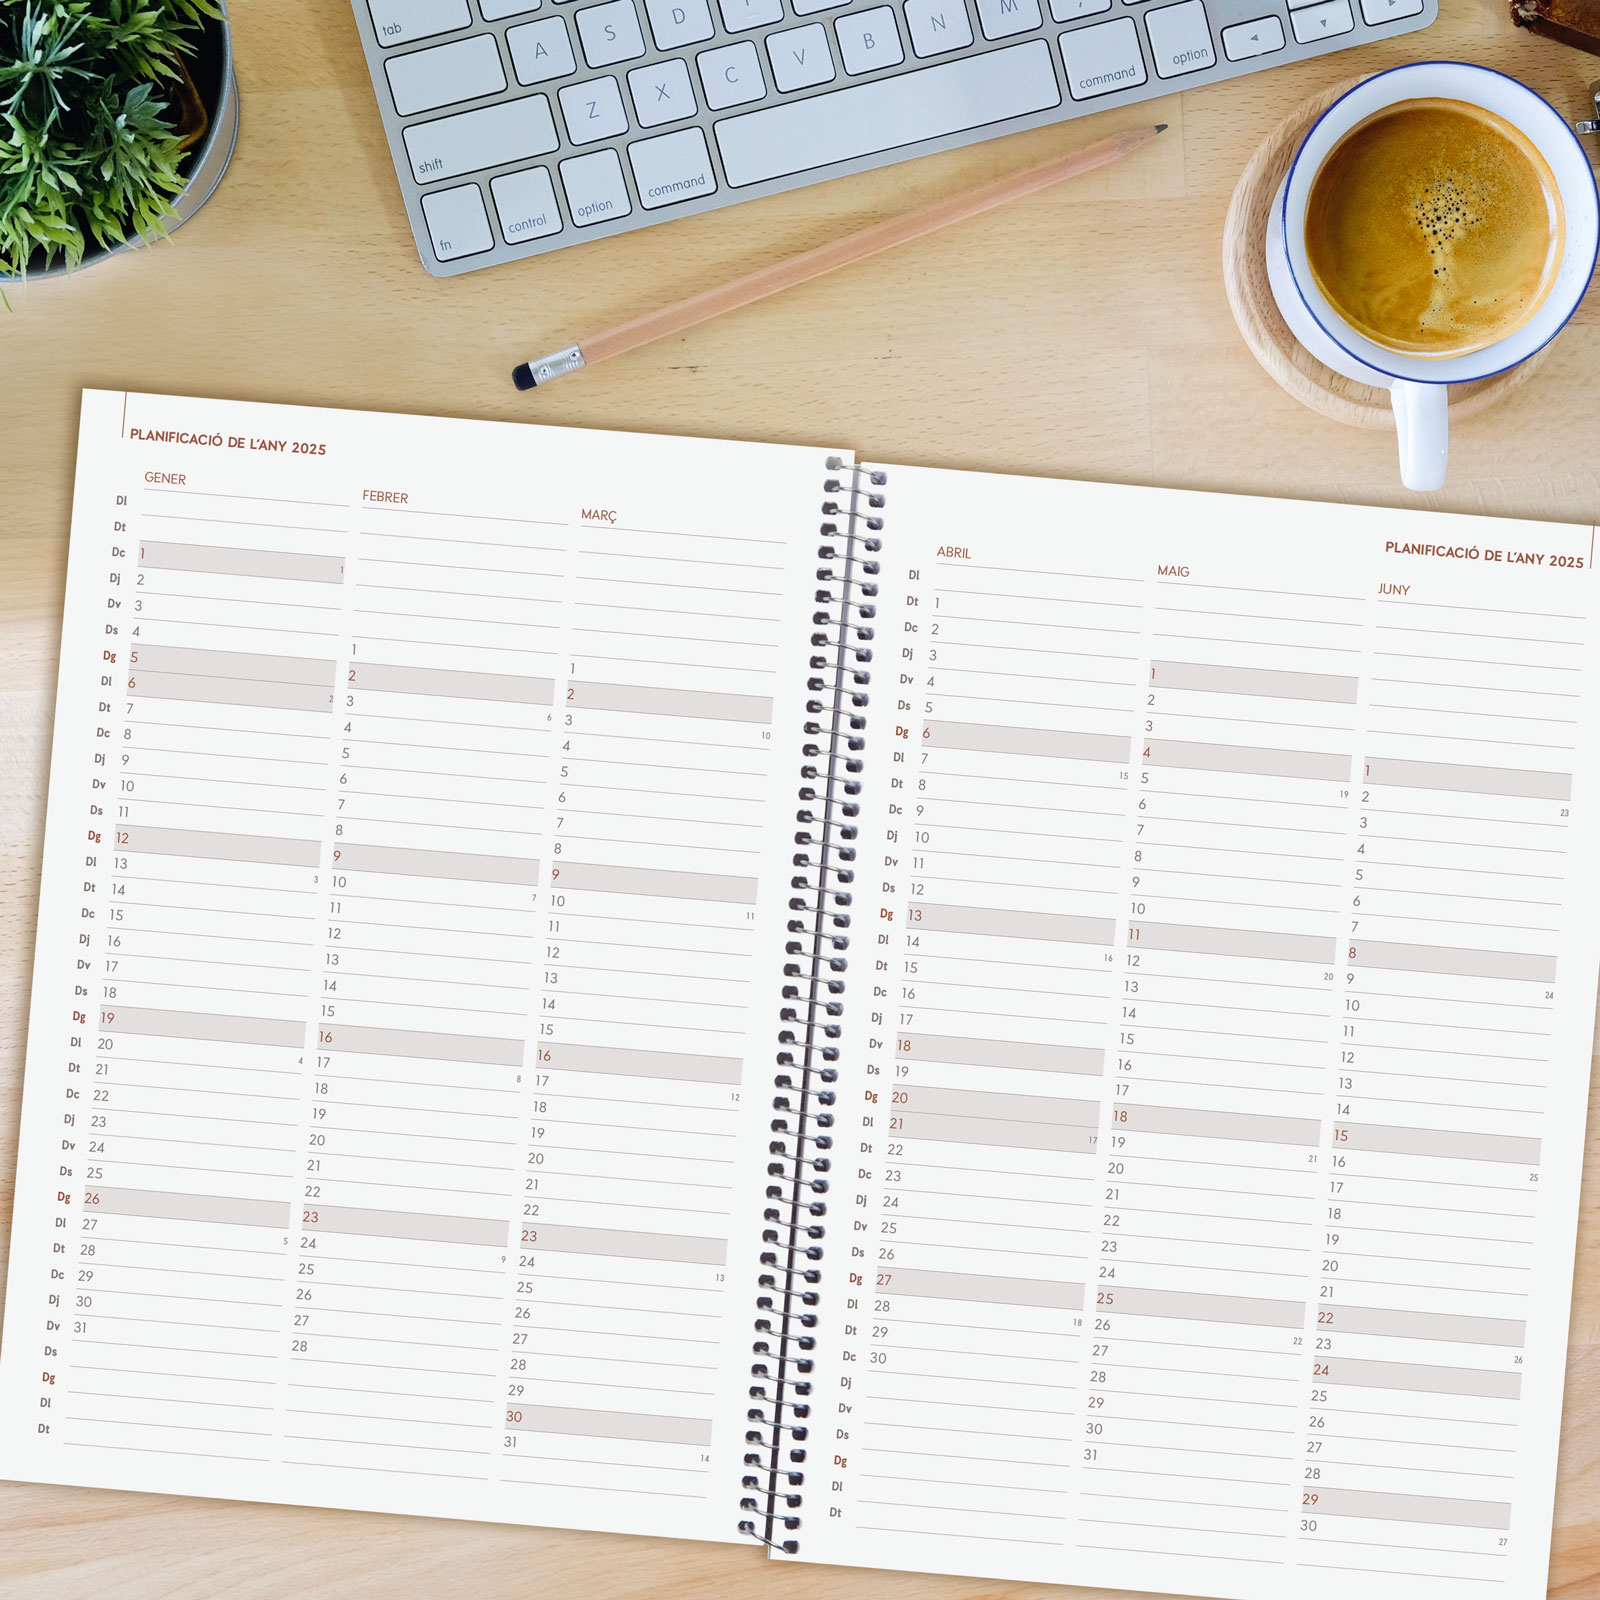 tab
A S D
Z X C V B N M
shift
command
option
fn
control
option
command
PLANIFICACIÓ DE L'ANY 2025
GENER
FEBRER
MARÇ
Dl
Dt
Dc 1 1
Dj 2
Dv 3
Ds 4 1 1
Dg 5 2 2
Dl 6 2 3 6 3 10
Dt 7 4 4
Dc 8 5 5
Dj 9 6 6
Dv 10 7 7
Ds 11 8 8
Dg 12 9 9
Dl 13 3 10 7 10 11
Dt 14 11 11
Dc 15 12 12
Dj 16 13 13
Dv 17 14 14
Ds 18 15 15
Dg 19 16 16
Dl 20 4 17 8 17 12
Dt 21 18 18
Dc 22 19 19
Dj 23 20 20
Dv 24 21 21
Ds 25 22 22
Dg 26 23 23
Dl 27 5 24 9 24 13
Dt 28 25 25
Dc 29 26 26
Dj 30 27 27
Dv 31 28 28
Ds 29
Dg 30
Dl 31 14
Dt
PLANIFICACIÓ DE L'ANY 2025
ABRIL
MAIG
JUNY
Dl
Dt 1
Dc 2
Dj 3 1
Dv 4 2
Ds 5 3
Dg 6 4 1
Dl 7 15 5 19 2 23
Dt 8 6 3
Dc 9 7 4
Dj 10 8 5
Dv 11 9 6
Ds 12 10 7
Dg 13 11 8
Dl 14 16 12 20 9 24
Dt 15 13 10
Dc 16 14 11
Dj 17 15 12
Dv 18 16 13
Ds 19 17 14
Dg 20 18 15
Dl 21 17 19 21 16 25
Dt 22 20 17
Dc 23 21 18
Dj 24 22 19
Dv 25 23 20
Ds 26 24 21
Dg 27 25 22
Dl 28 18 26 22 23 26
Dt 29 27 24
Dc 30 28 25
Dj 29 26
Dv 30 27
Ds 31 28
Dg 29
Dl 30 27
Dt